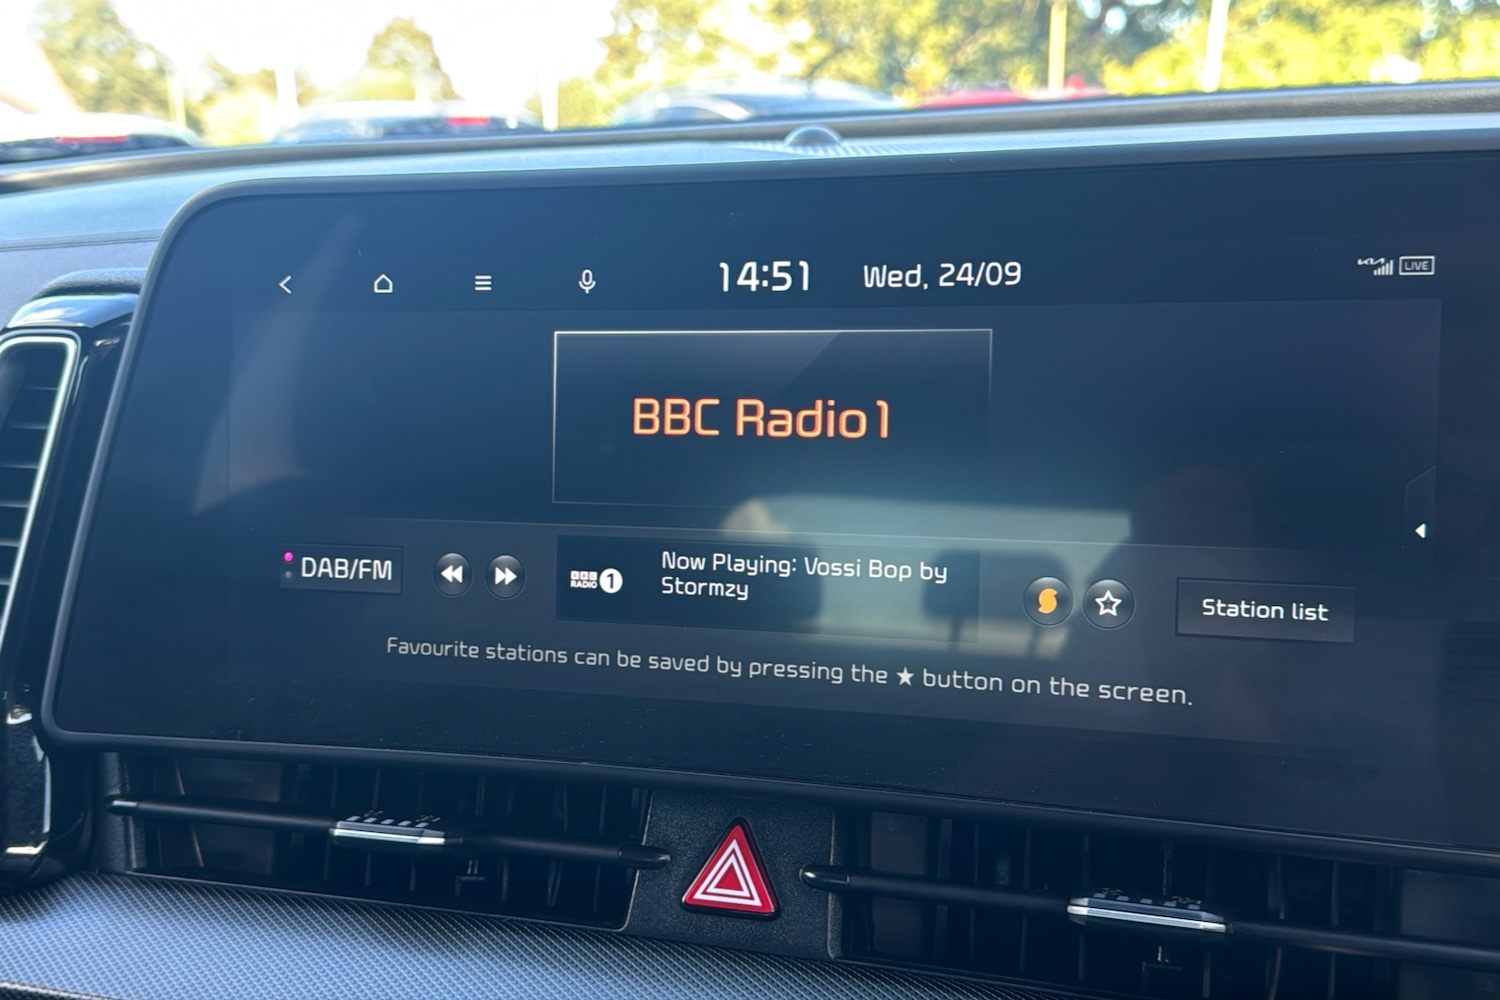 14:51 Wed, 24/09
KIA LIVE
BBC Radio 1
DAB/FM
BBC
RADIO 1
Now Playing: Vossi Bop by
Stormzy
Station list
Favourite stations can be saved by pressing the ★ button on the screen.